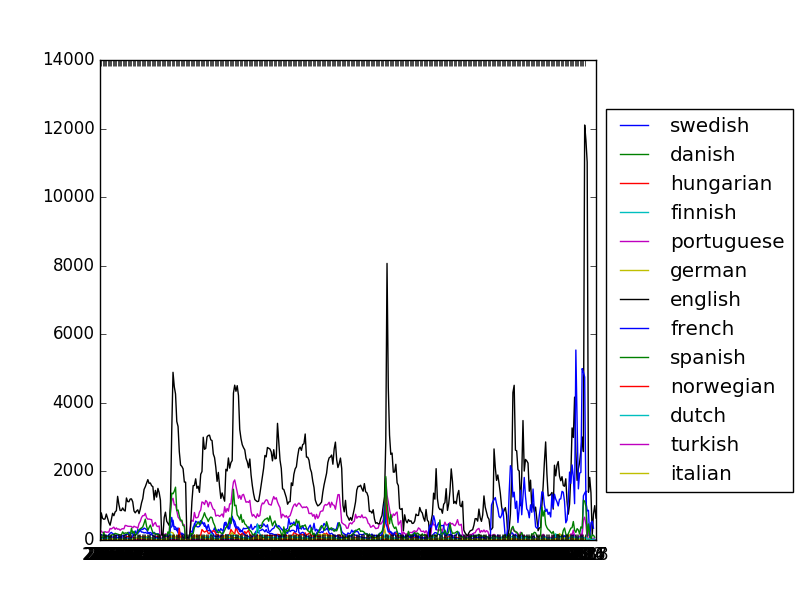 14000
12000
10000
8000
6000
4000
2000
0
swedish
danish
hungarian
finnish
portuguese
german
english
french
spanish
norwegian
dutch
turkish
italian